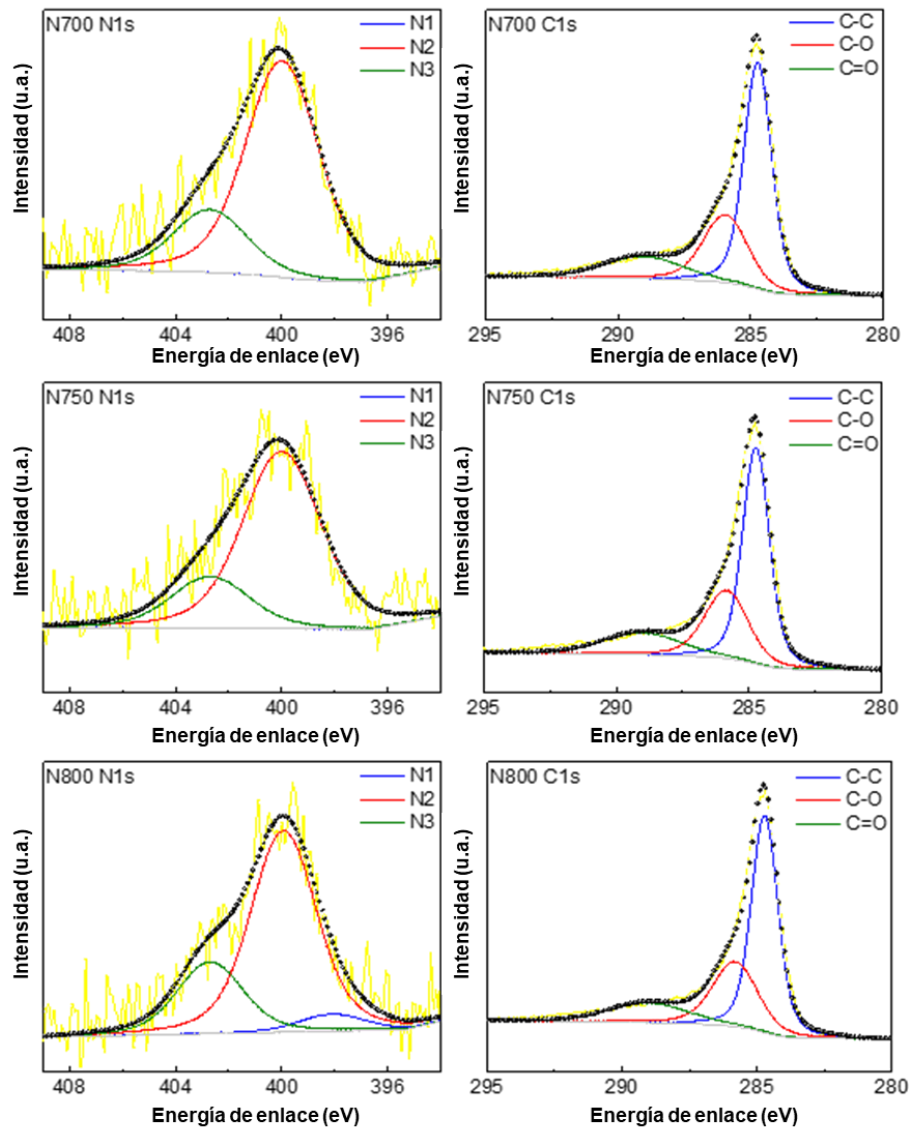 N700 N1s
N1
N2
N3
Intensidad (u.a.)
408 404 400 396
Energía de enlace (eV)
N700 C1s
C-C
C-O
C=O
Intensidad (u.a.)
295 290 285 280
Energía de enlace (eV)
N750 N1s
N1
N2
N3
Intensidad (u.a.)
408 404 400 396
Energía de enlace (eV)
N750 C1s
C-C
C-O
C=O
Intensidad (u.a.)
295 290 285 280
Energía de enlace (eV)
N800 N1s
N1
N2
N3
Intensidad (u.a.)
408 404 400 396
Energía de enlace (eV)
N800 C1s
C-C
C-O
C=O
Intensidad (u.a.)
295 290 285 280
Energía de enlace (eV)